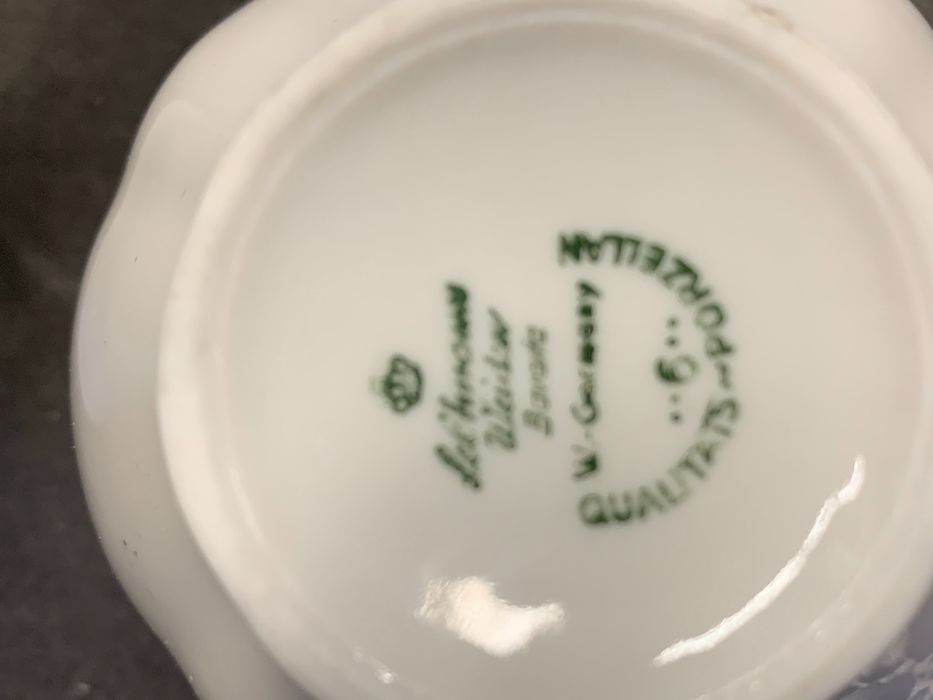 Seltmann
Weiden
Bavaria
W.-Germany
..6..
QUALITÄTS-PORZELLAN